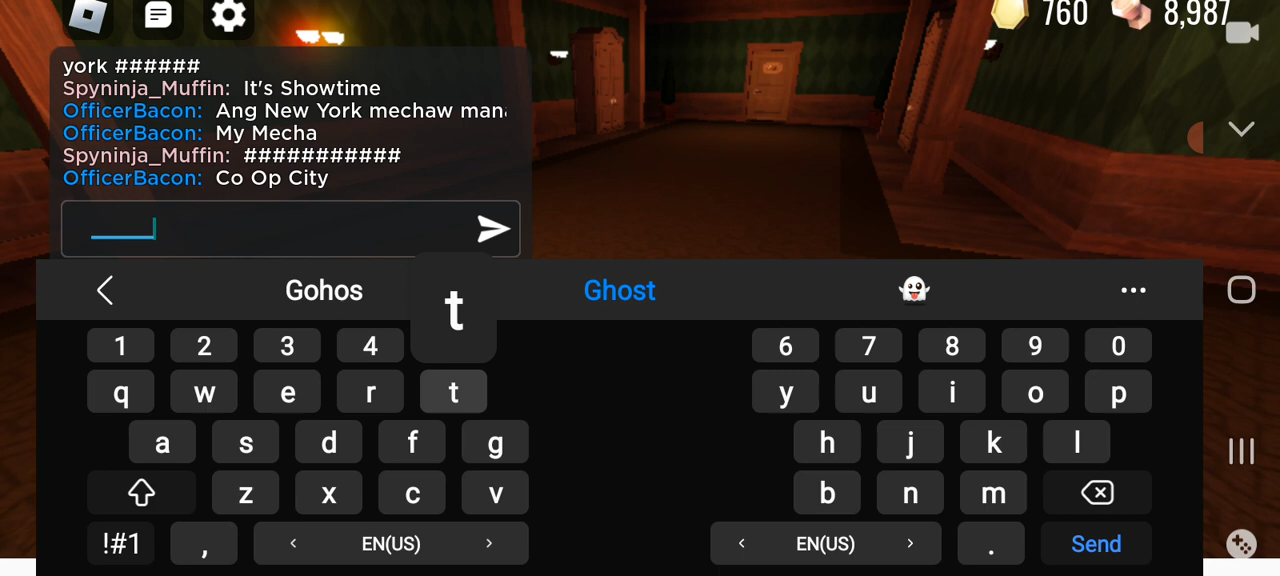 760 8,987
york ######
Spyninja_Muffin: It's Showtime
OfficerBacon: Ang New York mechaw man
OfficerBacon: My Mecha
Spyninja_Muffin: ###########
OfficerBacon: Co Op City
Gohos t Ghost 👻 ...
1 2 3 4 6 7 8 9 0
q w e r t y u i o p
a s d f g h j k l
z x c v b n m
!#1 , < EN(US) > < EN(US) > . Send